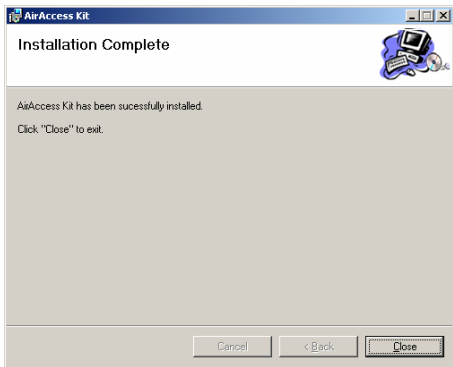 AirAccess Kit
Installation Complete
AirAccess Kit has been sucessfully installed.
Click "Close" to exit.
Cancel
< Back
Close